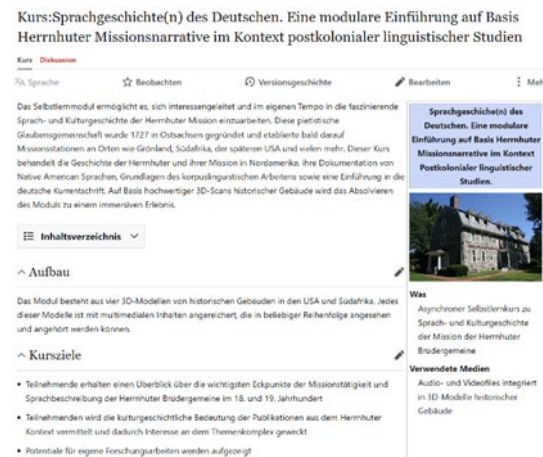 Kurs:Sprachgeschichte(n) des Deutschen. Eine modulare Einführung auf Basis
Herrnhuter Missionsnarrative im Kontext postkolonialer linguistischer Studien
Kurs Diskussion
Sprache Beobachten Versionsgeschichte Bearbeiten Meh
Das Selbstlernmodul ermöglicht es, sich interessengeleitet und im eigenen Tempo in die faszinierende
Sprach- und Kulturgeschichte der Herrnhuter Mission einzuarbeiten. Diese pietistische
Glaubensgemeinschaft wurde 1727 in Ostsachsen gegründet und etablierte bald darauf
Missionsstationen an Orten wie Grönland, Südafrika, der späteren USA und vielen mehr. Dieser Kurs
behandelt die Geschichte der Herrnhuter und ihrer Mission in Nordamerika, ihre Dokumentation von
Native American Sprachen, Grundlagen des korpuslinguistischen Arbeitens sowie eine Einführung in die
deutsche Kurrentschrift. Auf Basis hochwertiger 3D-Scans historischer Gebäude wird das Absolvieren
des Moduls zu einem immersiven Erlebnis.
Inhaltsverzeichnis
Aufbau
Das Modul besteht aus vier 3D-Modellen von historischen Gebäuden in den USA und Südafrika. Jedes
dieser Modelle ist mit multimedialen Inhalten angereichert, die in beliebiger Reihenfolge angesehen
und angehört werden können.
Kursziele
• Teilnehmende erhalten einen Überblick über die wichtigsten Eckpunkte der Missionstätigkeit und
Sprachbeschreibung der Herrnhuter Brüdergemeine im 18. und 19. Jahrhundert
• Teilnehmenden wird die kulturgeschichtliche Bedeutung der Publikationen aus dem Herrnhuter
Kontext vermittelt und dadurch Interesse an dem Themenkomplex geweckt
• Potentiale für eigene Forschungsarbeiten werden aufgezeigt
Sprachgeschiche(n) des
Deutschen. Eine modulare
Einführung auf Basis Herrnhuter
Missionsnarrative im Kontext
Postkolonialer linguistischer
Studien.
Was
Asynchroner Selbstlernkurs zu
Sprach- und Kulturgeschichte
der Mission der Herrnhuter
Brüdergemeine
Verwendete Medien
Audio- und Videofiles integriert
in 3D-Modelle historischer
Gebäude